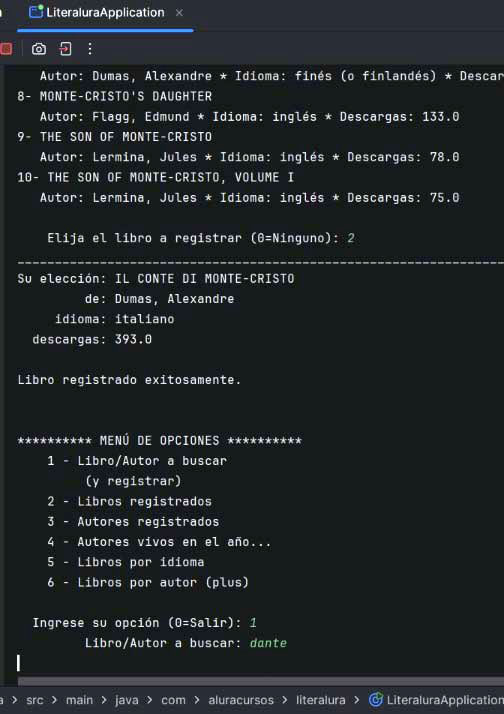 LiteraluraApplication ×
Autor: Dumas, Alexandre * Idioma: finés (o finlandés) * Descar
8- MONTE-CRISTO'S DAUGHTER
Autor: Flagg, Edmund * Idioma: inglés * Descargas: 133.0
9- THE SON OF MONTE-CRISTO
Autor: Lermina, Jules * Idioma: inglés * Descargas: 78.0
10- THE SON OF MONTE-CRISTO, VOLUME I
Autor: Lermina, Jules * Idioma: inglés * Descargas: 75.0
Elija el libro a registrar (0=Ninguno): 2
Su elección: IL CONTE DI MONTE-CRISTO
de: Dumas, Alexandre
idioma: italiano
descargas: 393.0
Libro registrado exitosamente.
********** MENÚ DE OPCIONES **********
1 - Libro/Autor a buscar
(y registrar)
2 - Libros registrados
3 - Autores registrados
4 - Autores vivos en el año...
5 - Libros por idioma
6 - Libros por autor (plus)
Ingrese su opción (0=Salir): 1
Libro/Autor a buscar: dante
a > src > main > java > com > aluracursos > literalura > LiteraluraApplication